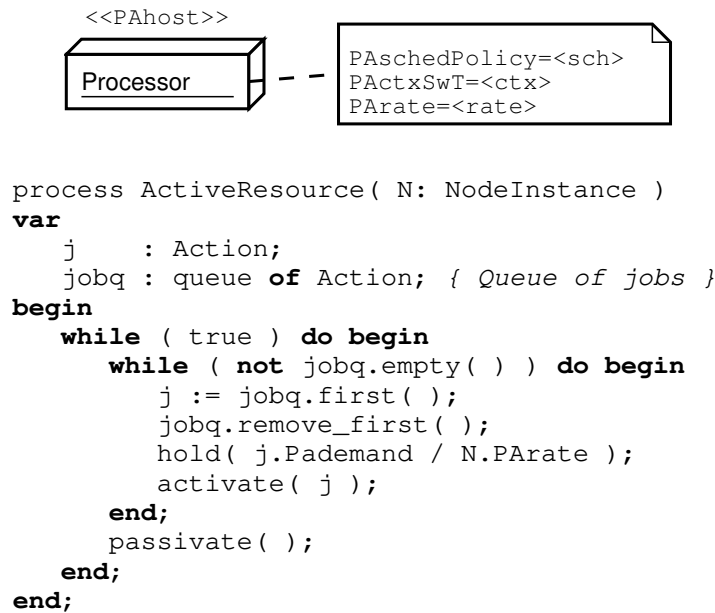 <<PAhost>>
Processor
PAschedPolicy=<sch>
PActxSwT=<ctx>
PArate=<rate>
process ActiveResource( N: NodeInstance )
var
   j    : Action;
   jobq : queue of Action; { Queue of jobs }
begin
   while ( true ) do begin
      while ( not jobq.empty( ) ) do begin
         j := jobq.first( );
         jobq.remove_first( );
         hold( j.Pademand / N.PArate );
         activate( j );
      end;
      passivate( );
   end;
end;